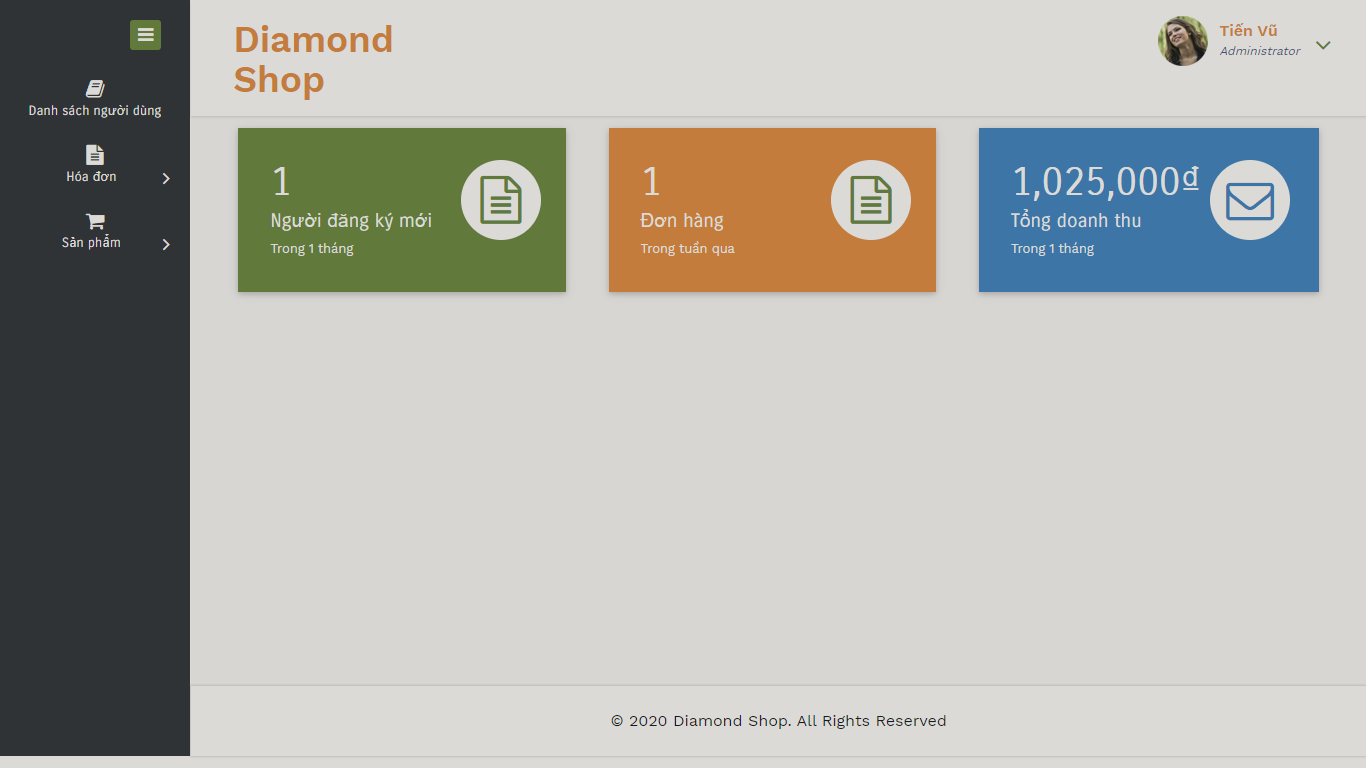 Danh sách người dùng
Hóa đơn
Sản phẩm
Diamond
Shop
Tiến Vũ
Administrator
1
Người đăng ký mới
Trong 1 tháng
1
Đơn hàng
Trong tuần qua
1,025,000₫
Tổng doanh thu
Trong 1 tháng
© 2020 Diamond Shop. All Rights Reserved